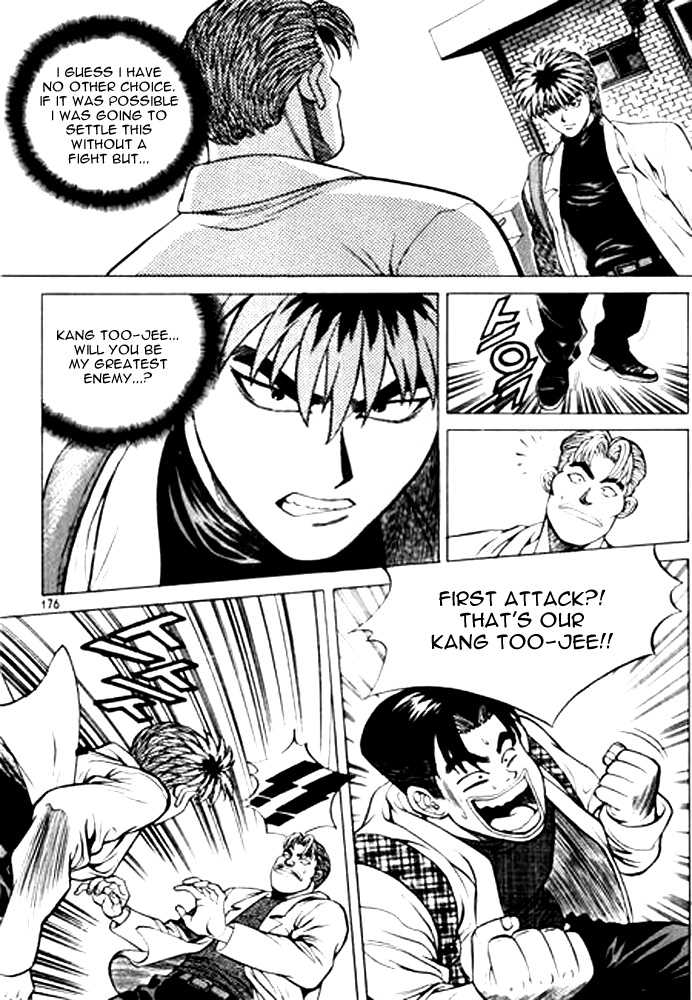 I GUESS I HAVE
NO OTHER CHOICE.
IF IT WAS POSSIBLE
I WAS GOING TO
SETTLE THIS
WITHOUT A
FIGHT BUT...
KANG TOO-JEE...
WILL YOU BE
MY GREATEST
ENEMY...?
176
FIRST ATTACK?!
THAT'S OUR
KANG TOO-JEE!!